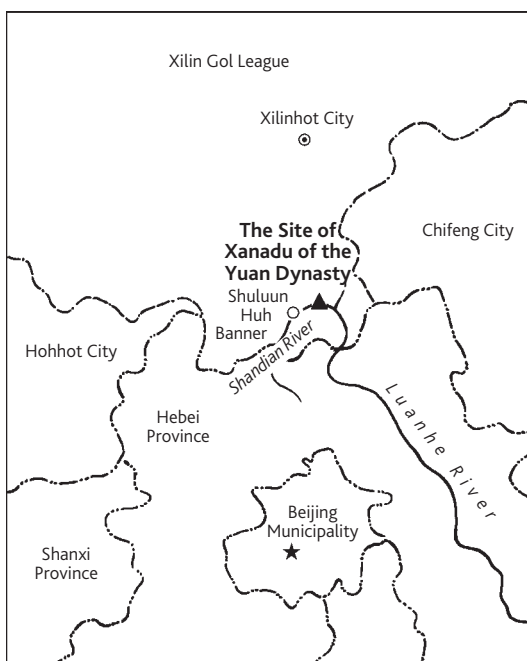 Xilin Gol League
Xilinhot City
The Site of
Xanadu of the
Yuan Dynasty
Chifeng City
Shuluun
Huh
Banner
Shandian River
Hohhot City
Luanhe River
Hebei
Province
Beijing
Municipality
Shanxi
Province